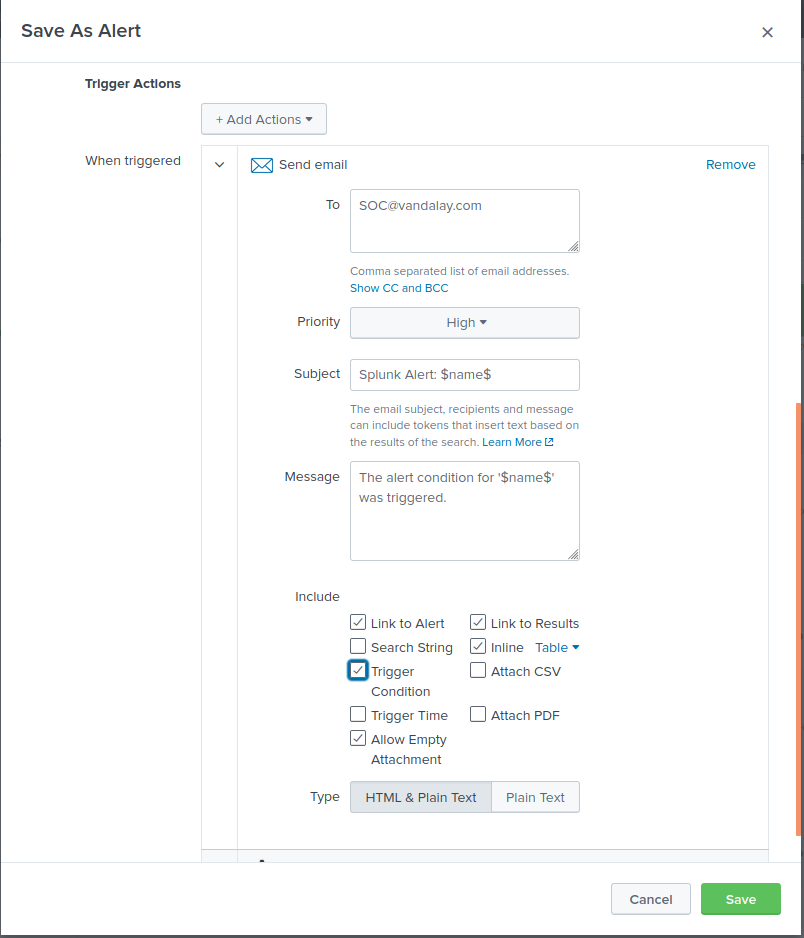 Save As Alert
Trigger Actions
+ Add Actions
When triggered
Send email
Remove
To
SOC@vandalay.com
Comma separated list of email addresses.
Show CC and BCC
Priority
High
Subject
Splunk Alert: $name$
The email subject, recipients and message
can include tokens that insert text based on
the results of the search. Learn More
Message
The alert condition for '$name$'
was triggered.
Include
Link to Alert
Link to Results
Search String
Inline Table
Trigger
Condition
Attach CSV
Trigger Time
Attach PDF
Allow Empty
Attachment
Type
HTML & Plain Text
Plain Text
Cancel
Save